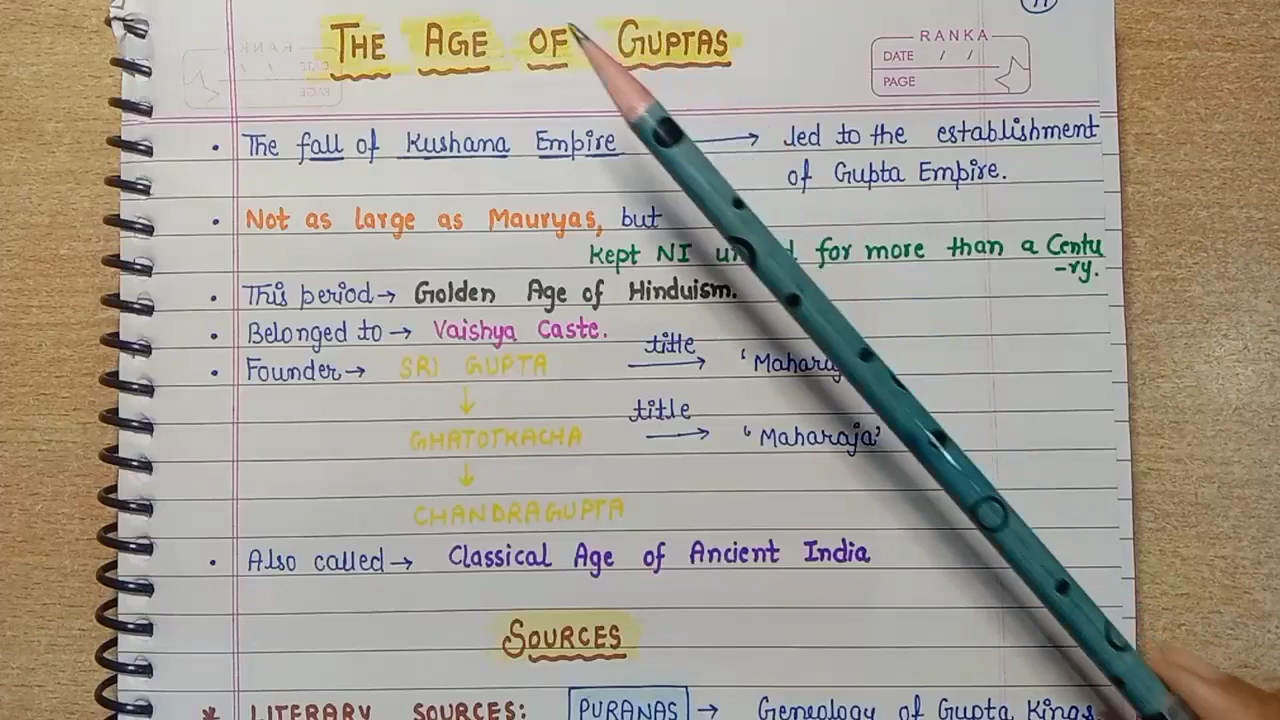 THE AGE OF GUPTAS
RANKA
DATE / /
PAGE
• The fall of Kushana Empire → led to the establishment
of Gupta Empire.
• Not as large as Mauryas, but
kept NI for more than a Centu
-ry.
• This period → Golden Age of Hinduism.
• Belonged to → Vaishya Caste.
• Founder → SRI GUPTA title → '
↓
GHATOTKACHA title → 'Maharaja'
↓
CHANDRAGUPTA
• Also called → Classical Age of Ancient India
SOURCES
* LITERARY SOURCES: PURANAS → Geneology of Gupta Kings